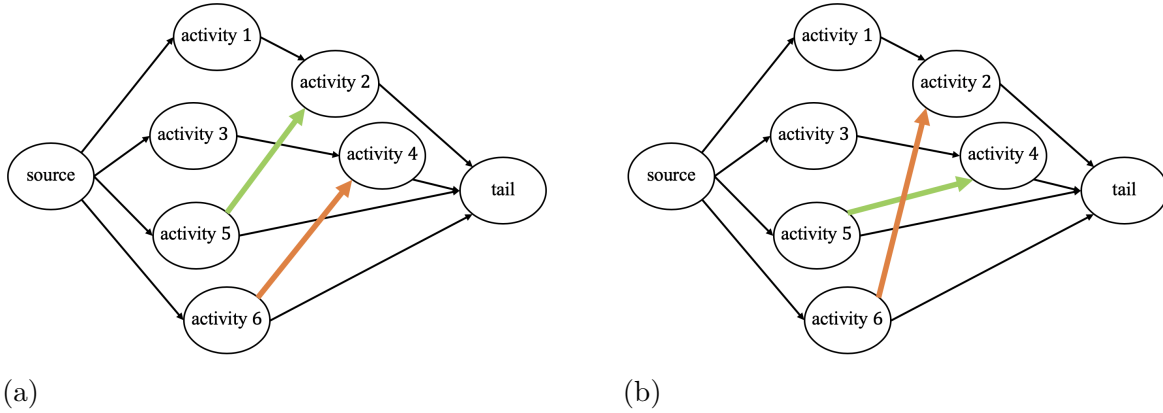 activity 1
activity 2
activity 3
activity 4
source
tail
activity 5
activity 6
(a)
activity 1
activity 2
activity 3
activity 4
source
tail
activity 5
activity 6
(b)